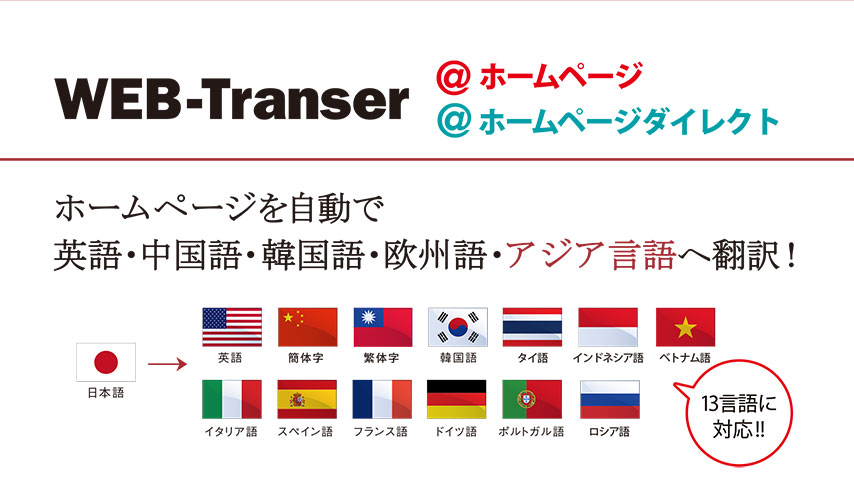 WEB-Transer
@ホームページ
@ホームページダイレクト
ホームページを自動で
英語・中国語・韓国語・欧州語・アジア言語へ翻訳！
日本語
英語 簡体字 繁体字 韓国語 タイ語 インドネシア語 ベトナム語
イタリア語 スペイン語 フランス語 ドイツ語 ポルトガル語 ロシア語
13言語に
対応!!